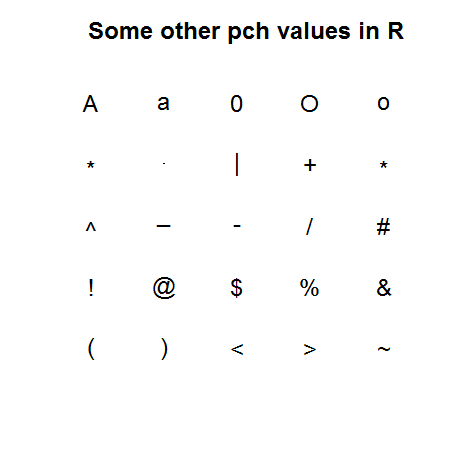 Some other pch values in R
A a 0 O o
* . | + *
^ – - / #
! @ $ % &
( ) < > ~